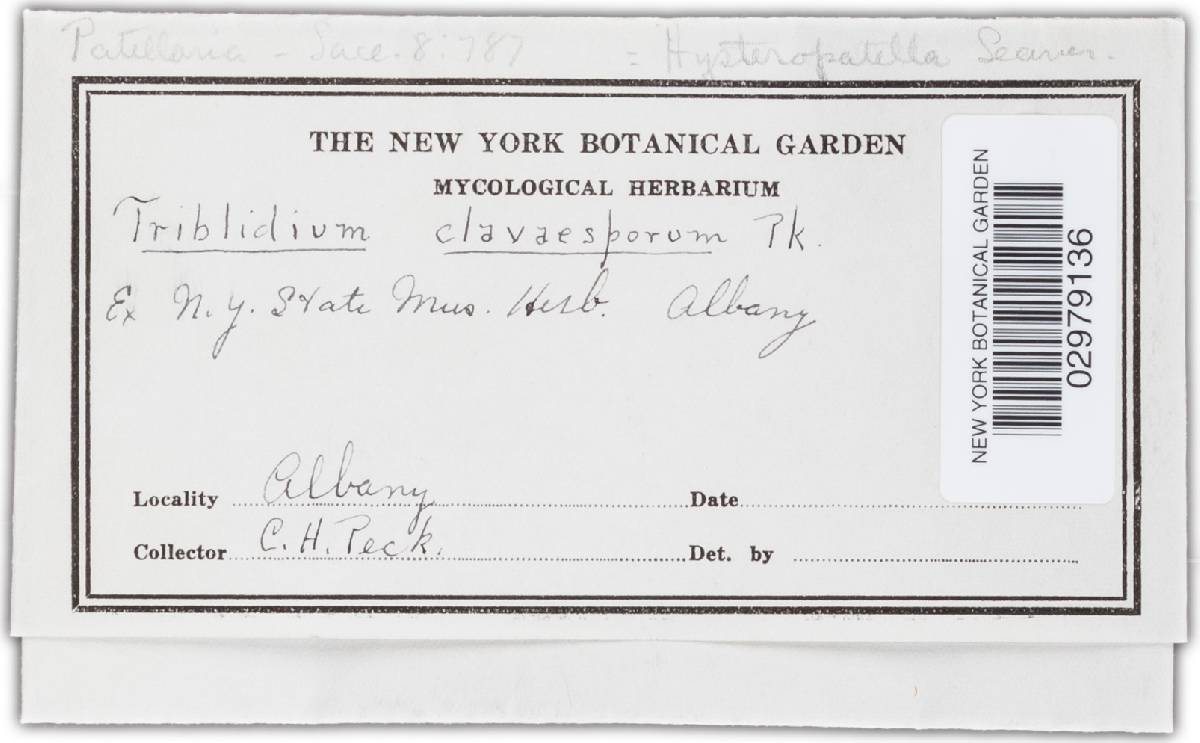 Patellaria - Sacc. 8:787 = Hysteropatella Seaver.
THE NEW YORK BOTANICAL GARDEN
MYCOLOGICAL HERBARIUM
Triblidium clavaesporum Pk.
Ex N.Y. State Mus. Herb. Albany
Locality Albany Date
Collector C.H. Peck. Det. by
NEW YORK BOTANICAL GARDEN
02979136